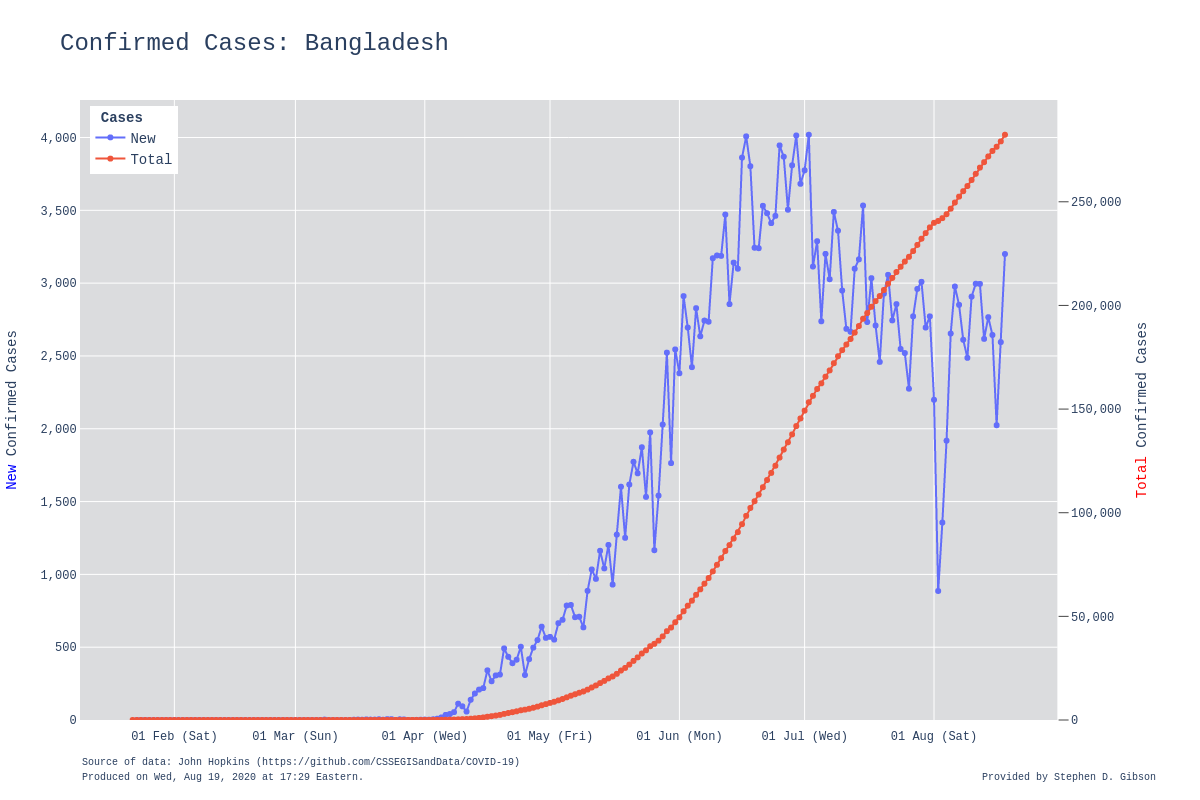 Confirmed Cases: Bangladesh
Cases
New
Total
4,000
3,500
3,000
2,500
2,000
1,500
1,000
500
0
New Confirmed Cases
250,000
200,000
150,000
100,000
50,000
0
Total Confirmed Cases
01 Feb (Sat) 01 Mar (Sun) 01 Apr (Wed) 01 May (Fri) 01 Jun (Mon) 01 Jul (Wed) 01 Aug (Sat)
Source of data: John Hopkins (https://github.com/CSSEGISandData/COVID-19)
Produced on Wed, Aug 19, 2020 at 17:29 Eastern.
Provided by Stephen D. Gibson